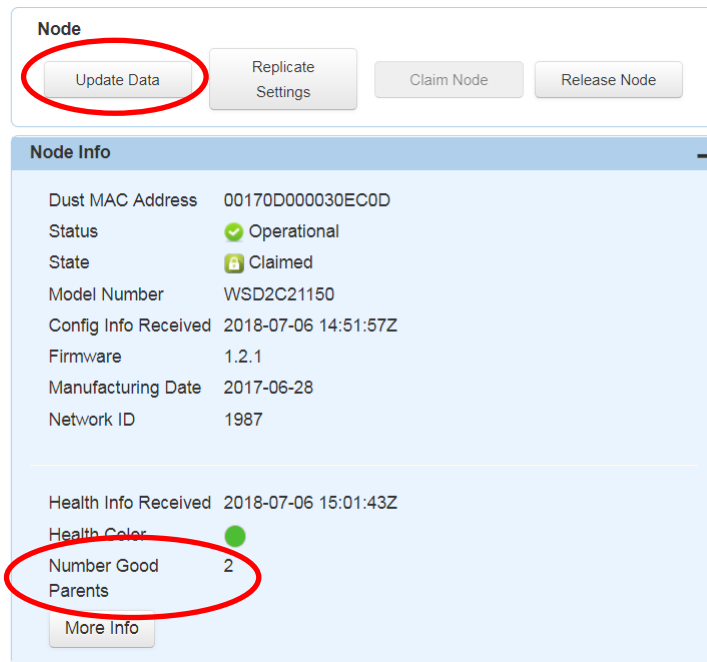 Node
Update Data
Replicate
Settings
Claim Node
Release Node
Node Info
Dust MAC Address 00170D000030EC0D
Status Operational
State Claimed
Model Number WSD2C21150
Config Info Received 2018-07-06 14:51:57Z
Firmware 1.2.1
Manufacturing Date 2017-06-28
Network ID 1987
Health Info Received 2018-07-06 15:01:43Z
Health Color
Number Good 2
Parents
More Info